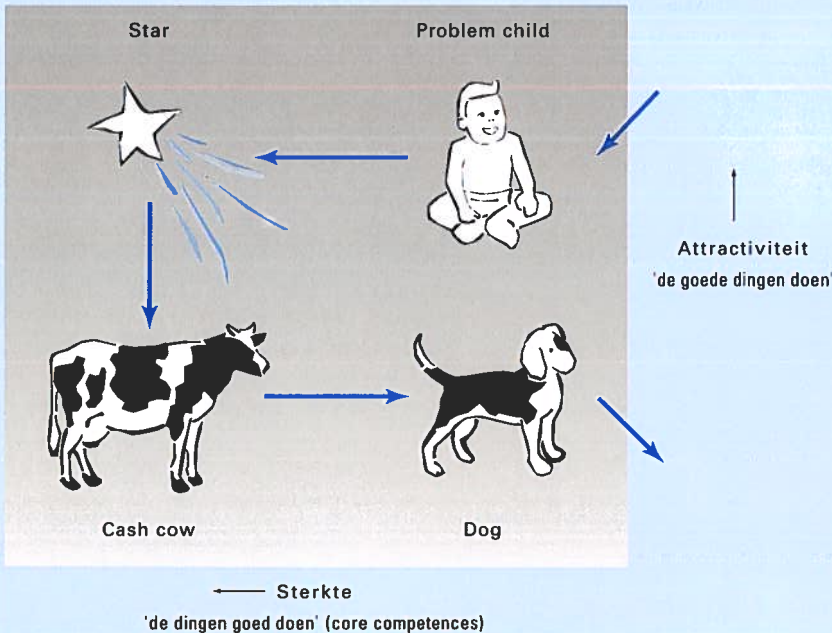 Star
Problem child
Attractiviteit
'de goede dingen doen'
Cash cow
Dog
Sterkte
'de dingen goed doen' (core competences)